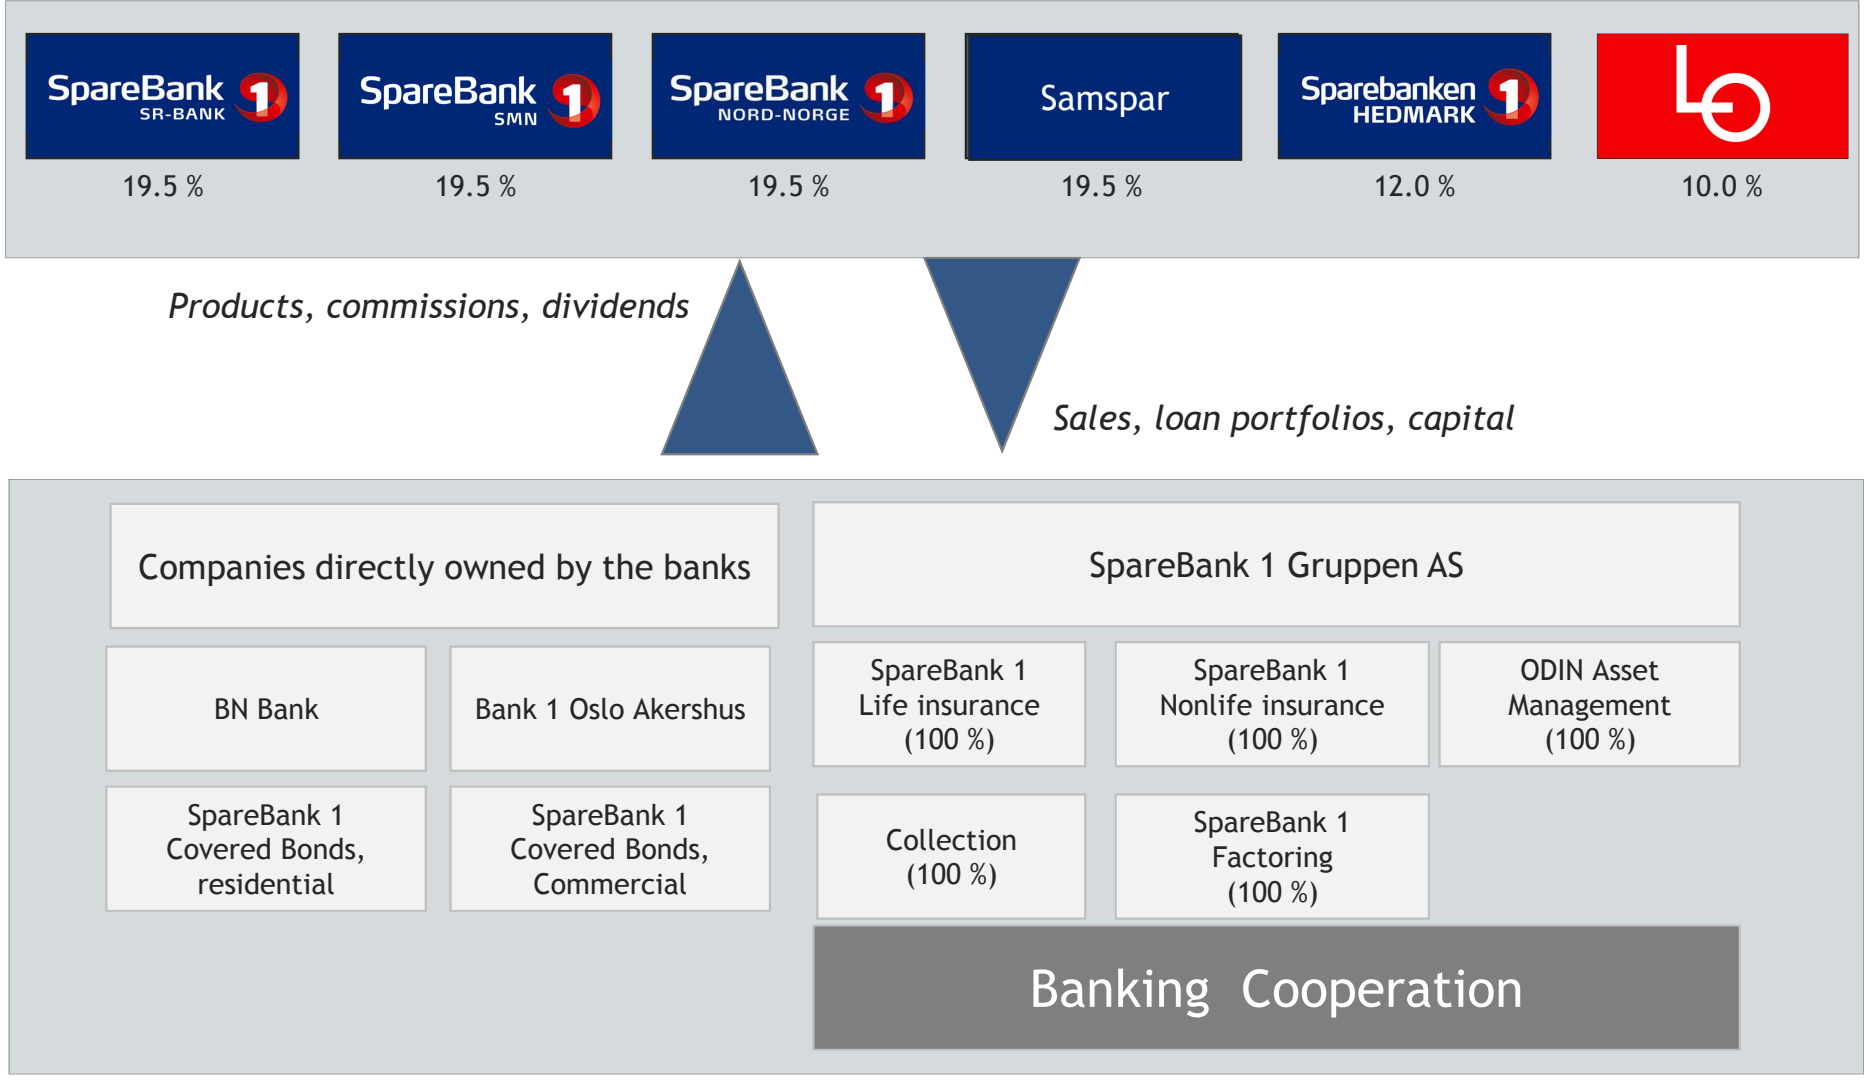 SpareBank 1
SR-BANK
SpareBank 1
SMN
SpareBank 1
NORD-NORGE
Samspar
Sparebanken 1
HEDMARK
LO
19.5 %
19.5 %
19.5 %
19.5 %
12.0 %
10.0 %
Products, commissions, dividends
Sales, loan portfolios, capital
Companies directly owned by the banks
BN Bank
Bank 1 Oslo Akershus
SpareBank 1
Covered Bonds,
residential
SpareBank 1
Covered Bonds,
Commercial
SpareBank 1 Gruppen AS
SpareBank 1
Life insurance
(100 %)
SpareBank 1
Nonlife insurance
(100 %)
ODIN Asset
Management
(100 %)
Collection
(100 %)
SpareBank 1
Factoring
(100 %)
Banking Cooperation